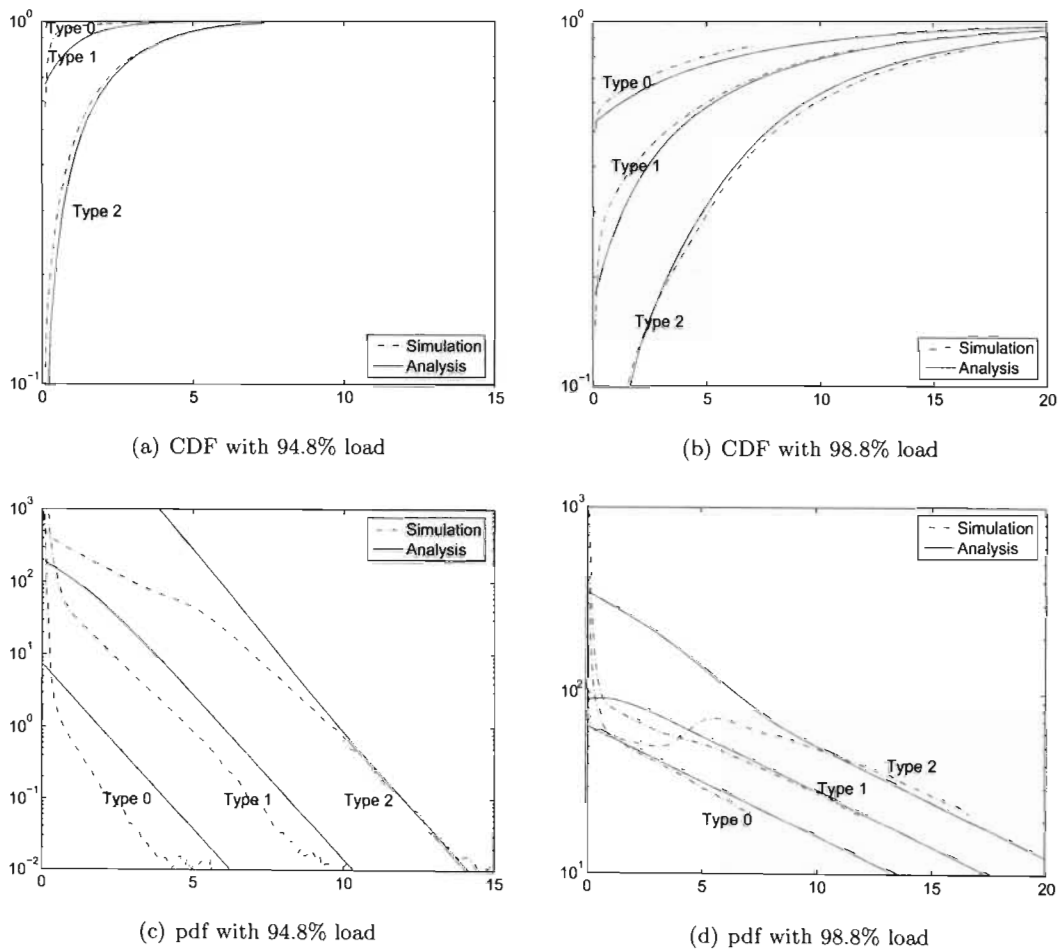 10^0
Type 0
Type 1
Type 2
Simulation
Analysis
10^-1
0 5 10 15
(a) CDF with 94.8% load
10^0
Type 0
Type 1
Type 2
Simulation
Analysis
10^-1
0 5 10 15 20
(b) CDF with 98.8% load
10^3
Simulation
Analysis
10^2
10^1
10^0
10^-1
Type 0 Type 1 Type 2
10^-2
0 5 10 15
(c) pdf with 94.8% load
10^3
Simulation
Analysis
10^2
Type 2
Type 1
Type 0
10^1
0 5 10 15 20
(d) pdf with 98.8% load